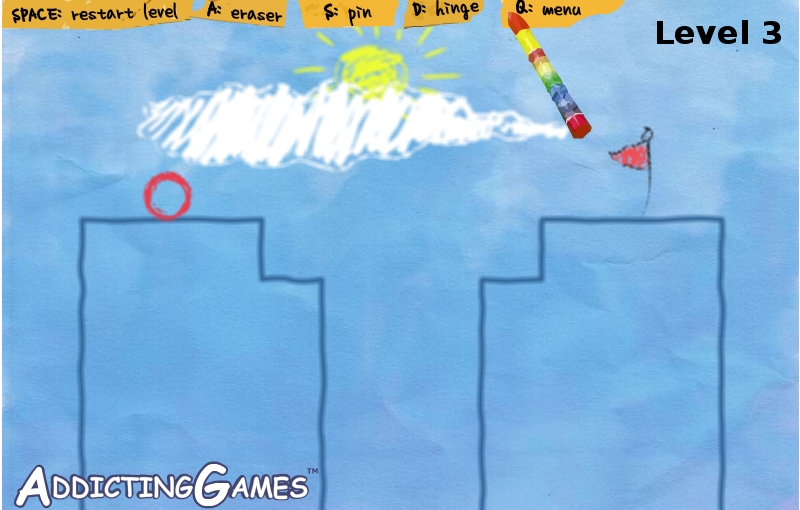 SPACE: restart level A: eraser S: pin D: hinge Q: menu
Level 3
ADDICTINGGAMES™